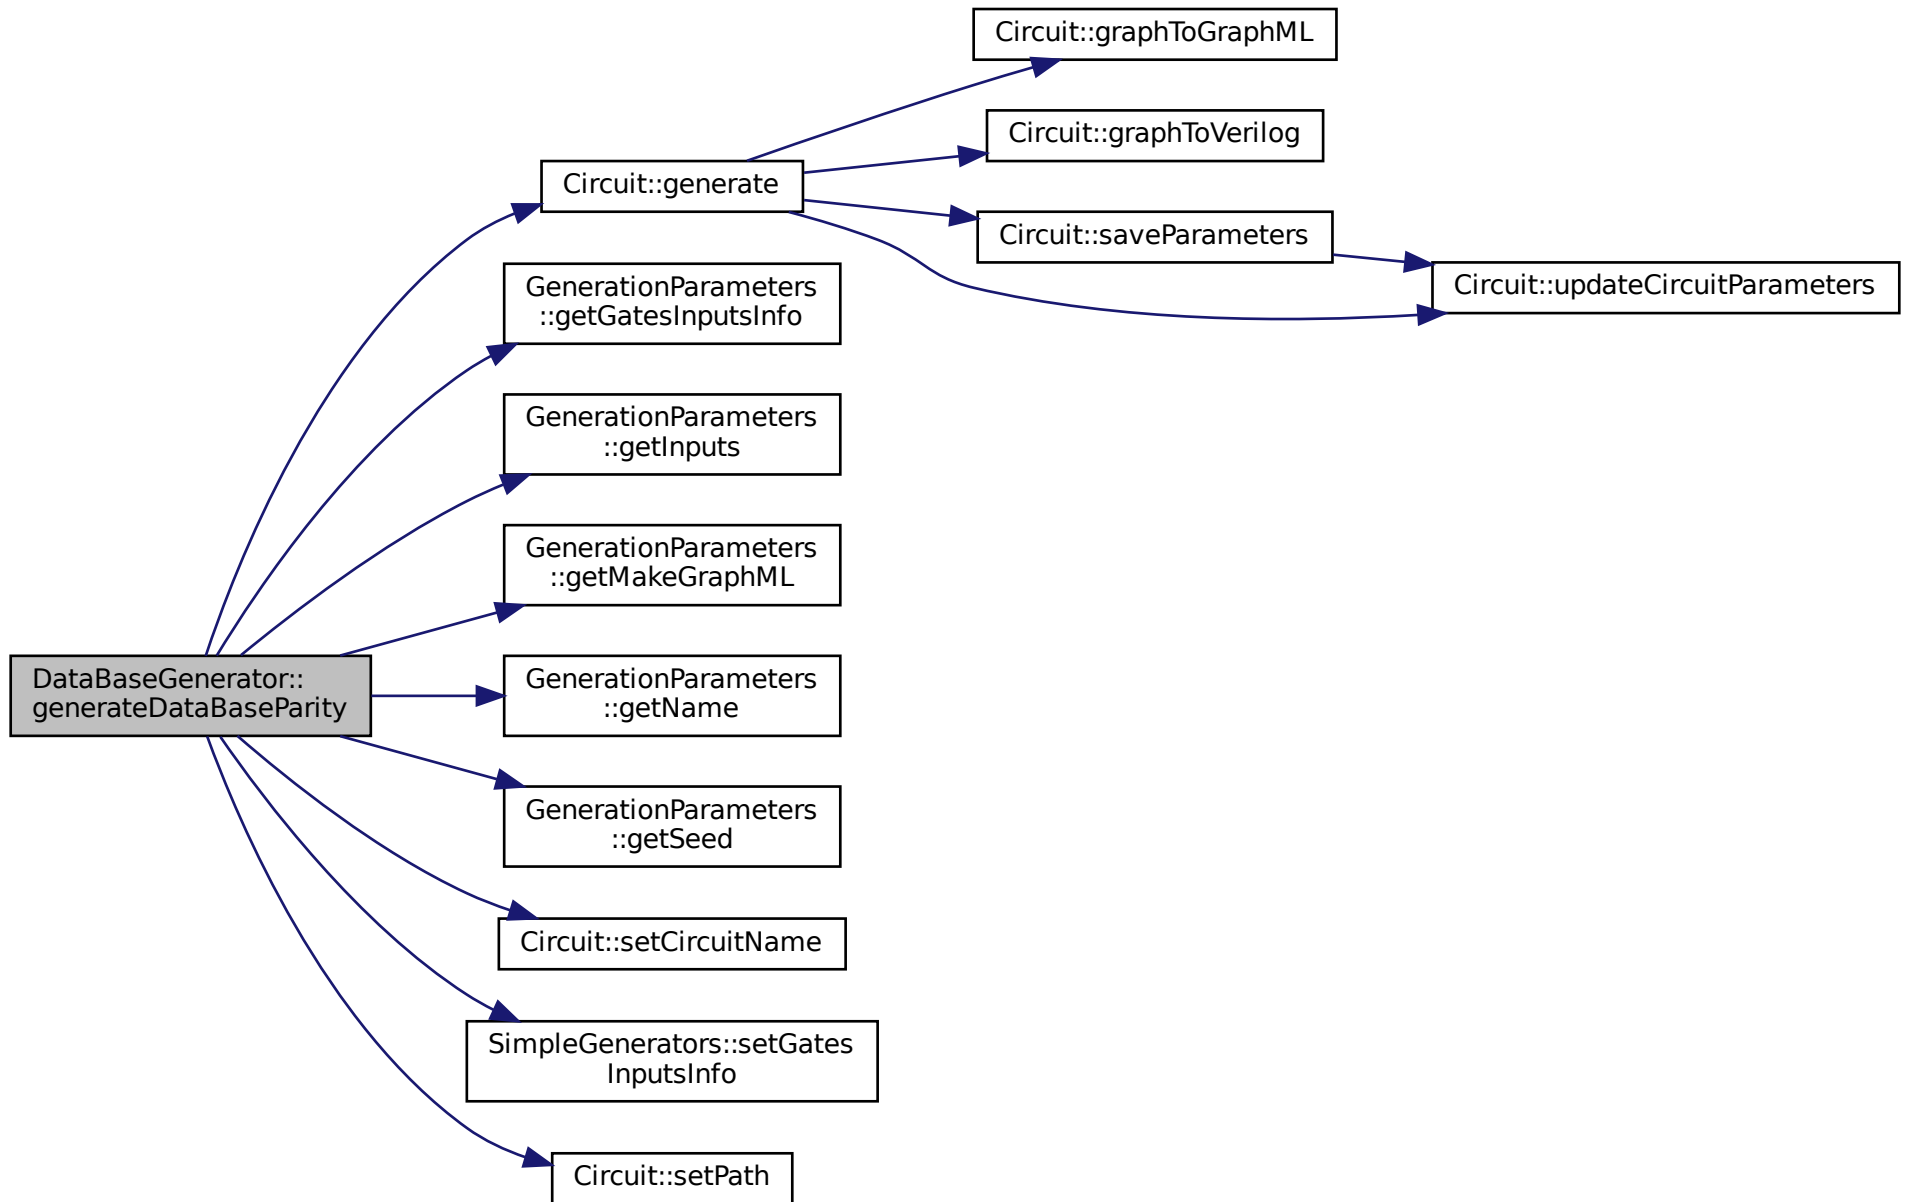 Circuit::graphToGraphML
Circuit::graphToVerilog
Circuit::generate
Circuit::saveParameters
Circuit::updateCircuitParameters
GenerationParameters
::getGatesInputsInfo
GenerationParameters
::getInputs
GenerationParameters
::getMakeGraphML
DataBaseGenerator::
generateDataBaseParity
GenerationParameters
::getName
GenerationParameters
::getSeed
Circuit::setCircuitName
SimpleGenerators::setGates
InputsInfo
Circuit::setPath